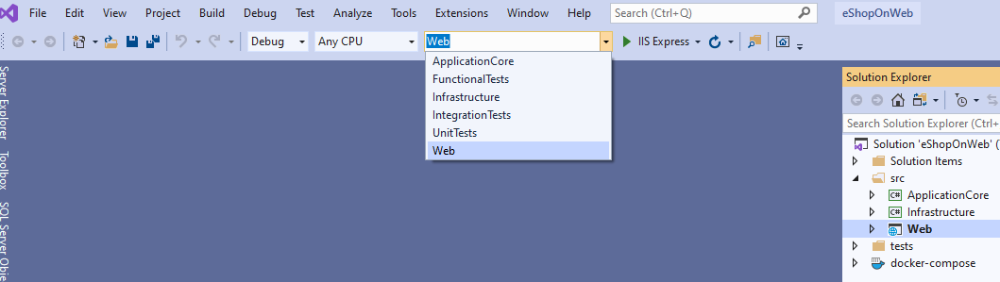 File Edit View Project Build Debug Test Analyze Tools Extensions Window Help Search (Ctrl+Q) eShopOnWeb
Debug Any CPU Web IIS Express
ApplicationCore
FunctionalTests
Infrastructure
IntegrationTests
UnitTests
Web
Server Explorer
Toolbox
SQL Server Obje
Solution Explorer
Search Solution Explorer (Ctrl+
Solution 'eShopOnWeb' (
Solution Items
src
ApplicationCore
Infrastructure
Web
tests
docker-compose